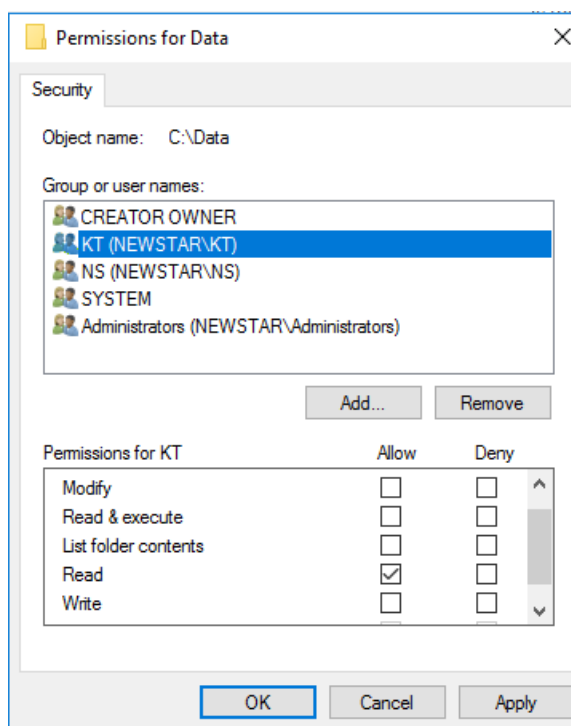 Permissions for Data
Security
Object name: C:\Data
Group or user names:
CREATOR OWNER
KT (NEWSTAR\KT)
NS (NEWSTAR\NS)
SYSTEM
Administrators (NEWSTAR\Administrators)
Add... Remove
Permissions for KT Allow Deny
Modify
Read & execute
List folder contents
Read
Write
OK Cancel Apply